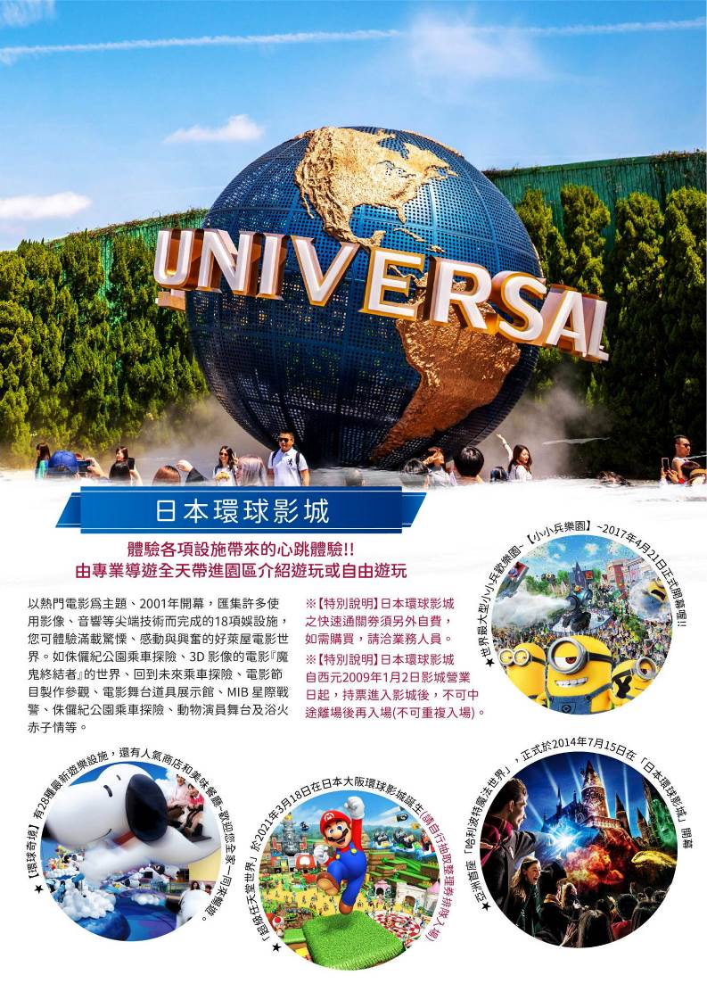 UNIVERSAL
日本環球影城
體驗各項設施帶來的心跳體驗!!
由專業導遊全天帶進園區介紹遊玩或自由遊玩
以熱門電影爲主題、2001年開幕，匯集許多使
用影像、音響等尖端技術而完成的18項娛設施，
您可體驗滿載驚慄、感動與興奮的好萊屋電影世
界。如侏儸紀公園乘車探險、3D 影像的電影『魔
鬼終結者』的世界、回到未來乘車探險、電影節
目製作參觀、電影舞台道具展示館、MIB 星際戰
警、侏儸紀公園乘車探險、動物演員舞台及浴火
赤子情等。
※【特別說明】日本環球影城
之快速通關券須另外自費，
如需購買，請洽業務人員。
※【特別說明】日本環球影城
自西元2009年1月2日影城營業
日起，持票進入影城後，不可中
途離場後再入場(不可重複入場)。
★世界最大型小小兵歡樂園~【小小兵樂園】~2017年4月21日正式開幕囉!!
★【環球奇境】有28種最新遊樂設施，還有人氣商店和美味餐廳~歡迎您全家一同來暢遊。
★「超級任天堂世界」於2021年3月18日在日本大阪環球影城誕生(請自行抽取整理券排隊入場)
★亞洲首座「哈利波特魔法世界」，正式於2014年7月15日在「日本環球影城」開幕